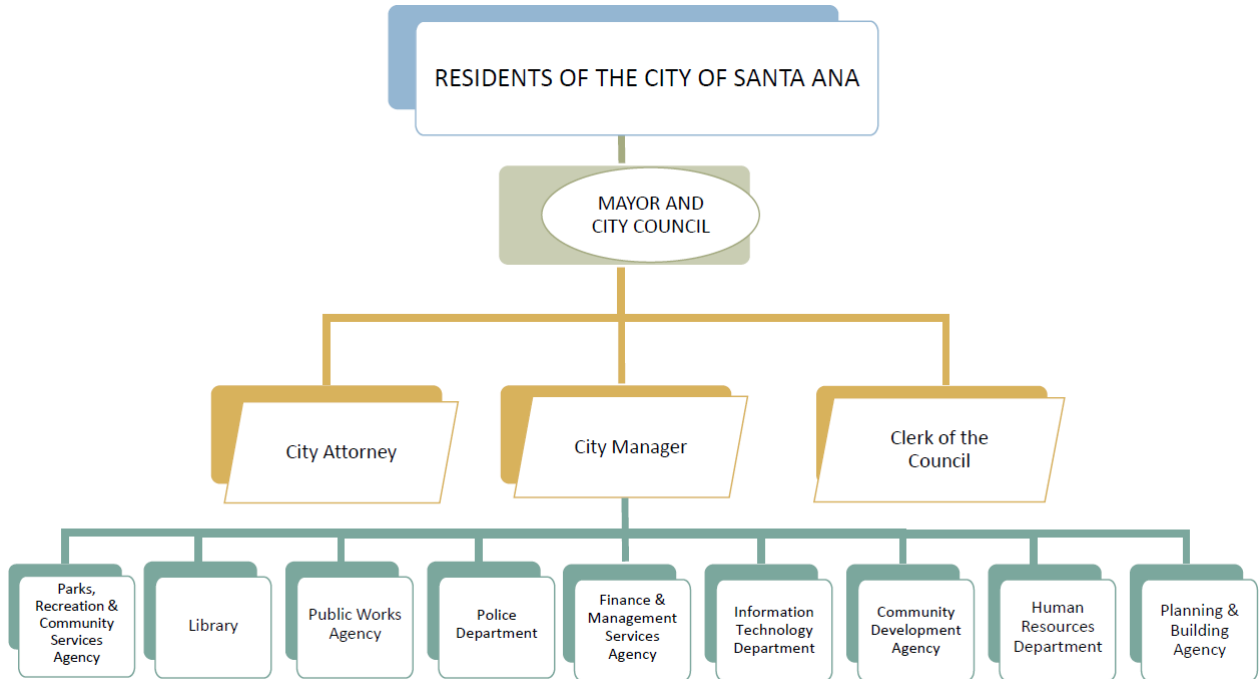 RESIDENTS OF THE CITY OF SANTA ANA
MAYOR AND
CITY COUNCIL
City Attorney
City Manager
Clerk of the
Council
Parks,
Recreation &
Community
Services
Agency
Library
Public Works
Agency
Police
Department
Finance &
Management
Services
Agency
Information
Technology
Department
Community
Development
Agency
Human
Resources
Department
Planning &
Building
Agency